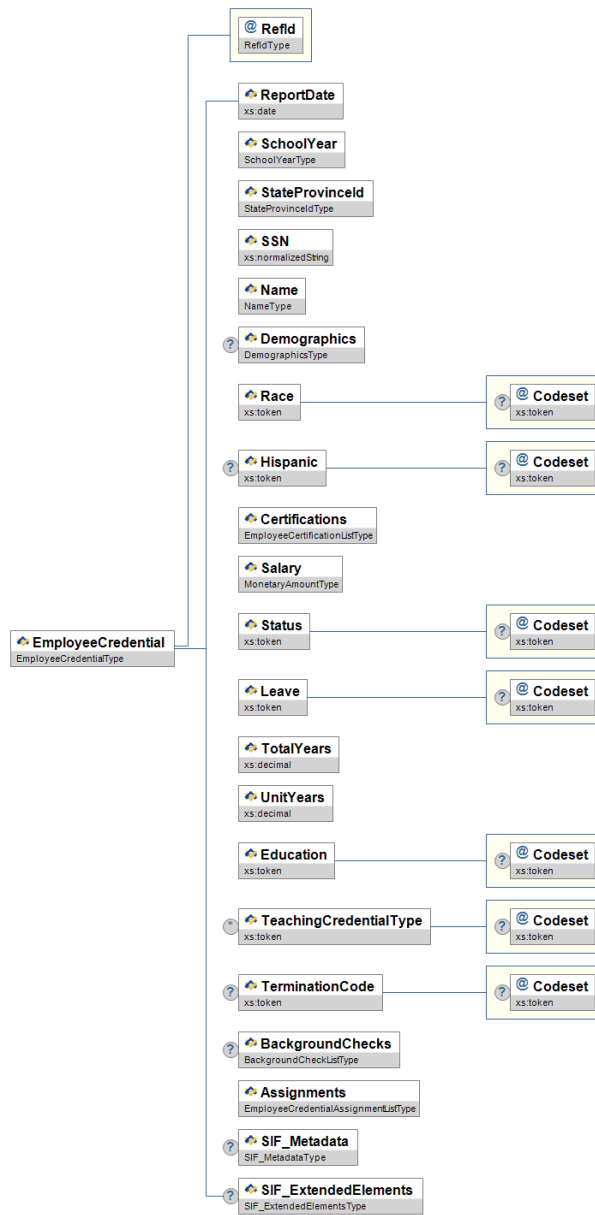 @ RefId
RefIdType
ReportDate
xs:date
SchoolYear
SchoolYearType
StateProvinceId
StateProvinceIdType
SSN
xs:normalizedString
Name
NameType
? Demographics
DemographicsType
Race
xs:token
? @ Codeset
xs:token
? Hispanic
xs:token
? @ Codeset
xs:token
Certifications
EmployeeCertificationListType
Salary
MonetaryAmountType
Status
xs:token
? @ Codeset
xs:token
EmployeeCredential
EmployeeCredentialType
Leave
xs:token
? @ Codeset
xs:token
TotalYears
xs:decimal
UnitYears
xs:decimal
Education
xs:token
? @ Codeset
xs:token
* TeachingCredentialType
xs:token
? @ Codeset
xs:token
? TerminationCode
xs:token
? @ Codeset
xs:token
? BackgroundChecks
BackgroundCheckListType
Assignments
EmployeeCredentialAssignmentListType
? SIF_Metadata
SIF_MetadataType
? SIF_ExtendedElements
SIF_ExtendedElementsType